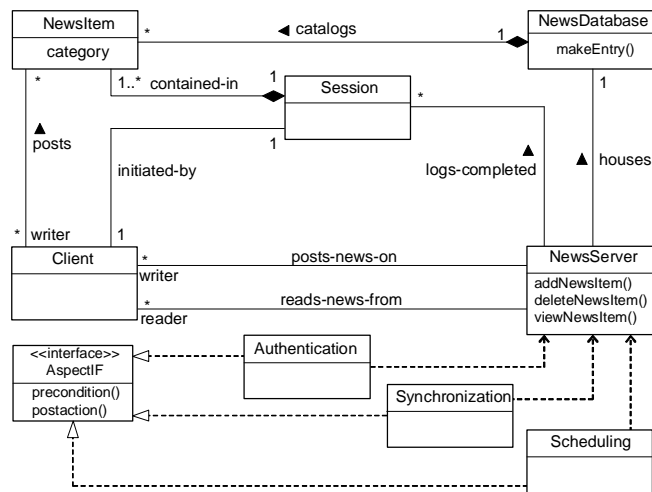 NewsItem
category
NewsDatabase
makeEntry()
* ◄ catalogs 1
1..* contained-in 1
Session
*
1
*
▲
posts
initiated-by
1
▲
logs-completed
▲
houses
* writer
1
Client
* posts-news-on
writer
* reads-news-from
reader
NewsServer
addNewsItem()
deleteNewsItem()
viewNewsItem()
<<interface>>
AspectIF
precondition()
postaction()
Authentication
Synchronization
Scheduling